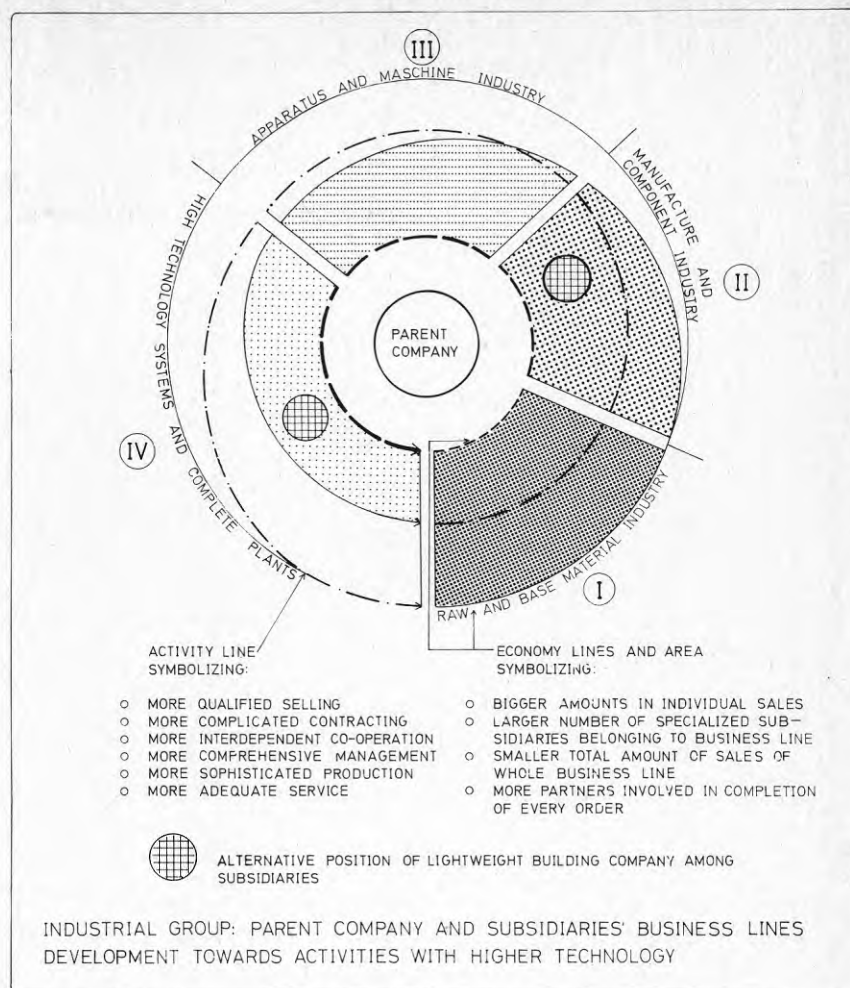 III
APPARATUS AND MASCHINE INDUSTRY
MANUFACTURE AND
COMPONENT INDUSTRY
II
HIGH TECHNOLOGY SYSTEMS AND COMPLETE PLANTS
IV
PARENT
COMPANY
RAW AND BASE MATERIAL INDUSTRY
I
ACTIVITY LINE
SYMBOLIZING:
○ MORE QUALIFIED SELLING
○ MORE COMPLICATED CONTRACTING
○ MORE INTERDEPENDENT CO-OPERATION
○ MORE COMPREHENSIVE MANAGEMENT
○ MORE SOPHISTICATED PRODUCTION
○ MORE ADEQUATE SERVICE
ECONOMY LINES AND AREA
SYMBOLIZING:
○ BIGGER AMOUNTS IN INDIVIDUAL SALES
○ LARGER NUMBER OF SPECIALIZED SUB-
SIDIARIES BELONGING TO BUSINESS LINE
○ SMALLER TOTAL AMOUNT OF SALES OF
WHOLE BUSINESS LINE
○ MORE PARTNERS INVOLVED IN COMPLETION
OF EVERY ORDER
ALTERNATIVE POSITION OF LIGHTWEIGHT BUILDING COMPANY AMONG
SUBSIDIARIES
INDUSTRIAL GROUP: PARENT COMPANY AND SUBSIDIARIES' BUSINESS LINES
DEVELOPMENT TOWARDS ACTIVITIES WITH HIGHER TECHNOLOGY